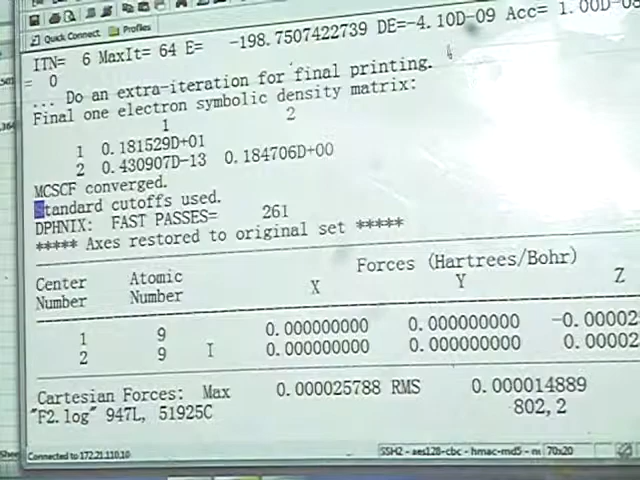 Quick Connect Profiles
ITN= 6 MaxIt= 64 E= -198.7507422739 DE=-4.10D-09 Acc= 1.00D-08
= 0
... Do an extra-iteration for final printing.
Final one electron symbolic density matrix:
1 2
1 0.181529D+01
2 0.430907D-13 0.184706D+00
MCSCF converged.
Standard cutoffs used.
DPHNIX: FAST PASSES= 261
***** Axes restored to original set *****
Center Atomic Forces (Hartrees/Bohr)
Number Number X Y Z
1 9 0.000000000 0.000000000 -0.00002
2 9 0.000000000 0.000000000 0.00002
Cartesian Forces: Max 0.000025788 RMS 0.000014889
"F2.log" 947L, 51925C 802,2
Connected to 172.21.110.10 SSH2 - aes128-cbc - hmac-md5 - 70x20